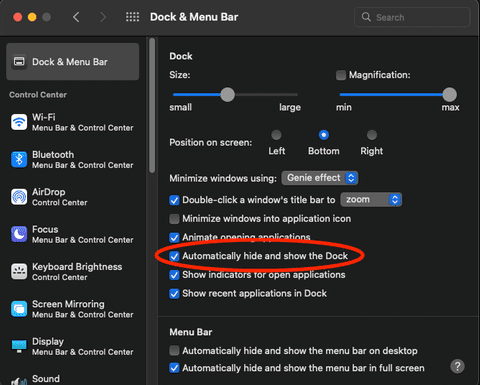 Dock & Menu Bar
Search
Dock & Menu Bar
Control Center
Wi-Fi
Menu Bar & Control Center
Bluetooth
Menu Bar & Control Center
AirDrop
Control Center
Focus
Menu Bar & Control Center
Keyboard Brightness
Control Center
Screen Mirroring
Menu Bar & Control Center
Display
Menu Bar & Control Center
Sound
Dock
Size:
Magnification:
small large min max
Position on screen: Left Bottom Right
Minimize windows using: Genie effect
Double-click a window's title bar to zoom
Minimize windows into application icon
Animate opening applications
Automatically hide and show the Dock
Show indicators for open applications
Show recent applications in Dock
Menu Bar
Automatically hide and show the menu bar on desktop
Automatically hide and show the menu bar in full screen
?